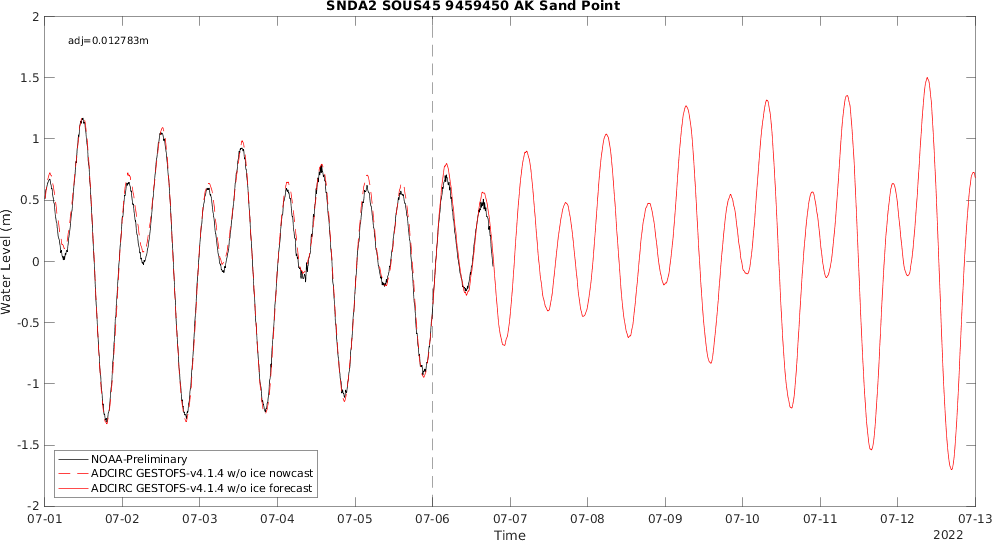 SNDA2 SOUS45 9459450 AK Sand Point
adj=0.012783m
2
1.5
1
0.5
0
-0.5
-1
-1.5
-2
Water Level (m)
NOAA-Preliminary
ADCIRC GESTOFS-v4.1.4 w/o ice nowcast
ADCIRC GESTOFS-v4.1.4 w/o ice forecast
07-01 07-02 07-03 07-04 07-05 07-06 07-07 07-08 07-09 07-10 07-11 07-12 07-13
Time
2022